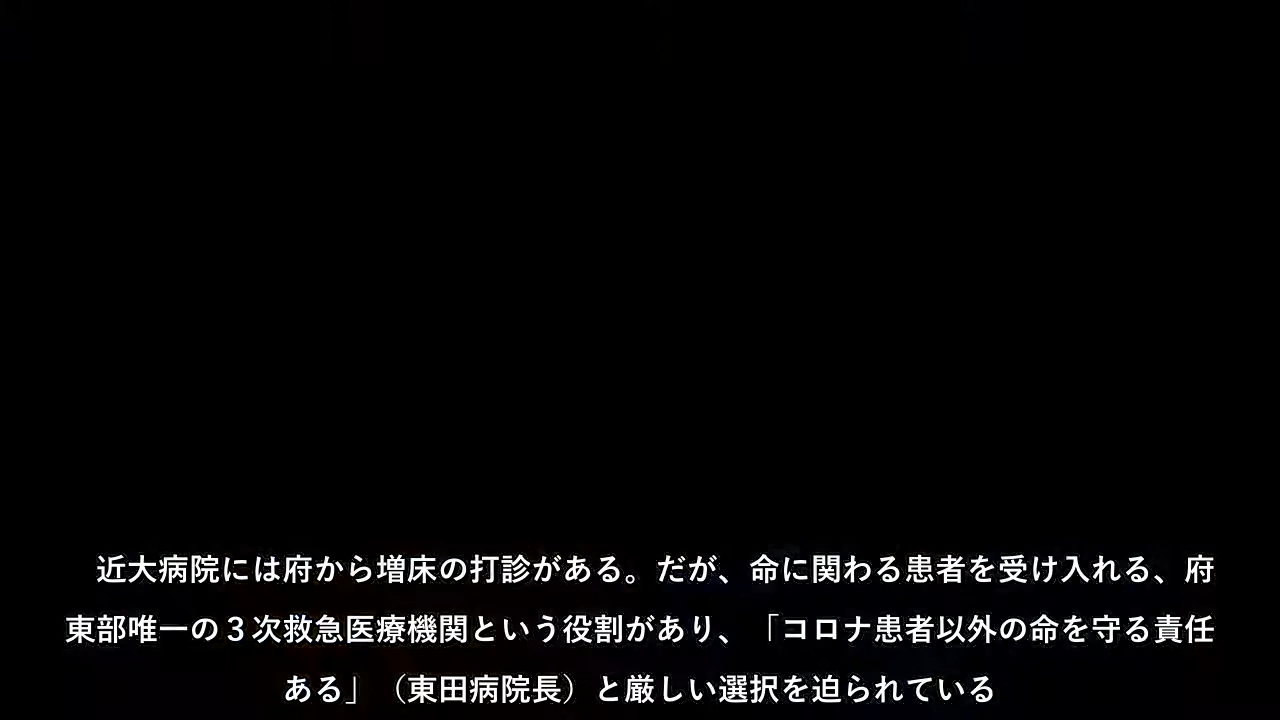 近大病院には府から増床の打診がある。だが、命に関わる患者を受け入れる、府
東部唯一の３次救急医療機関という役割があり、「コロナ患者以外の命を守る責任
ある」（東田病院長）と厳しい選択を迫られている